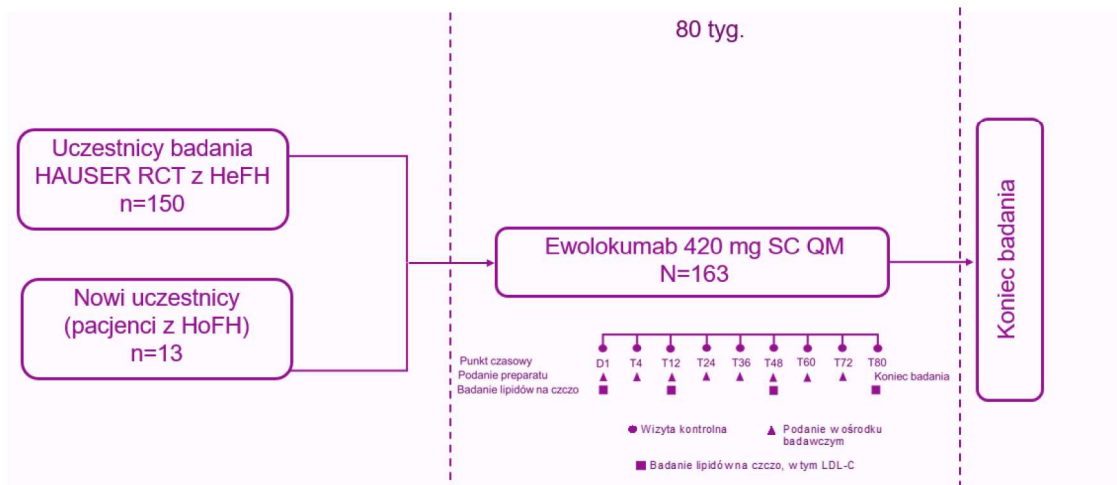 80 tyg.
Uczestnicy badania
HAUSER RCT z HeFH
n=150
Nowi uczestnicy
(pacjenci z HoFH)
n=13
Ewolokumab 420 mg SC QM
N=163
Koniec badania
Punkt czasowy D1 T4 T12 T24 T36 T48 T60 T72 T80
Podanie preparatu Koniec badania
Badanie lipidów na czczo
Wizyta kontrolna
Podanie w ośrodku
badawczym
Badanie lipidów na czczo, w tym LDL-C